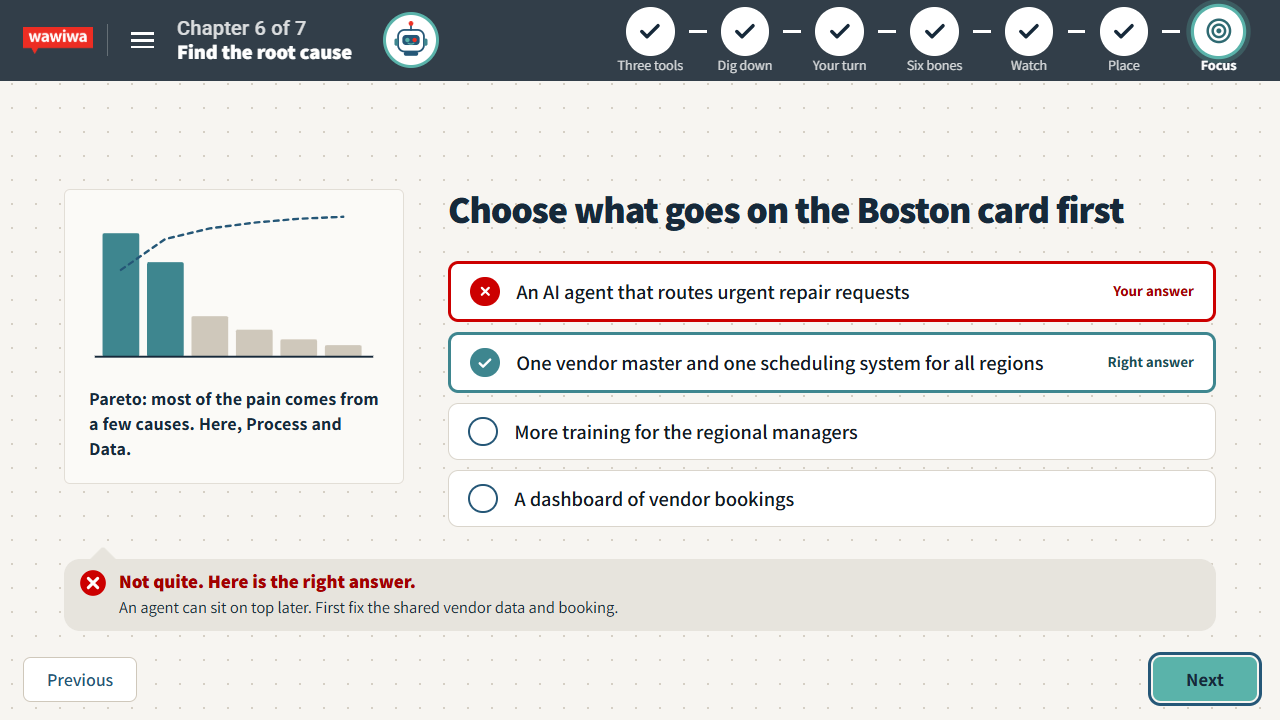 wawiwa
Chapter 6 of 7
Find the root cause
Three tools
Dig down
Your turn
Six bones
Watch
Place
Focus
Pareto: most of the pain comes from
a few causes. Here, Process and
Data.
Choose what goes on the Boston card first
An AI agent that routes urgent repair requests
Your answer
One vendor master and one scheduling system for all regions
Right answer
More training for the regional managers
A dashboard of vendor bookings
Not quite. Here is the right answer.
An agent can sit on top later. First fix the shared vendor data and booking.
Previous
Next